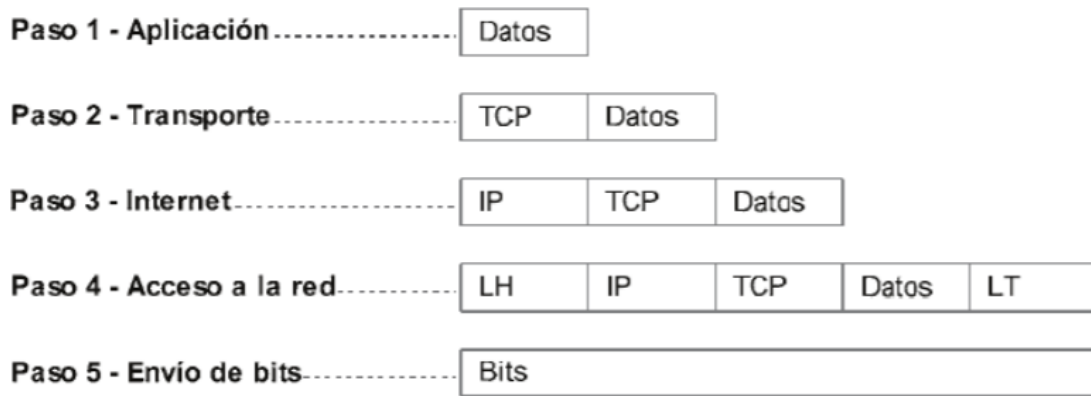 Paso 1 - Aplicación Datos
Paso 2 - Transporte TCP Datos
Paso 3 - Internet IP TCP Datos
Paso 4 - Acceso a la red LH IP TCP Datos LT
Paso 5 - Envío de bits Bits